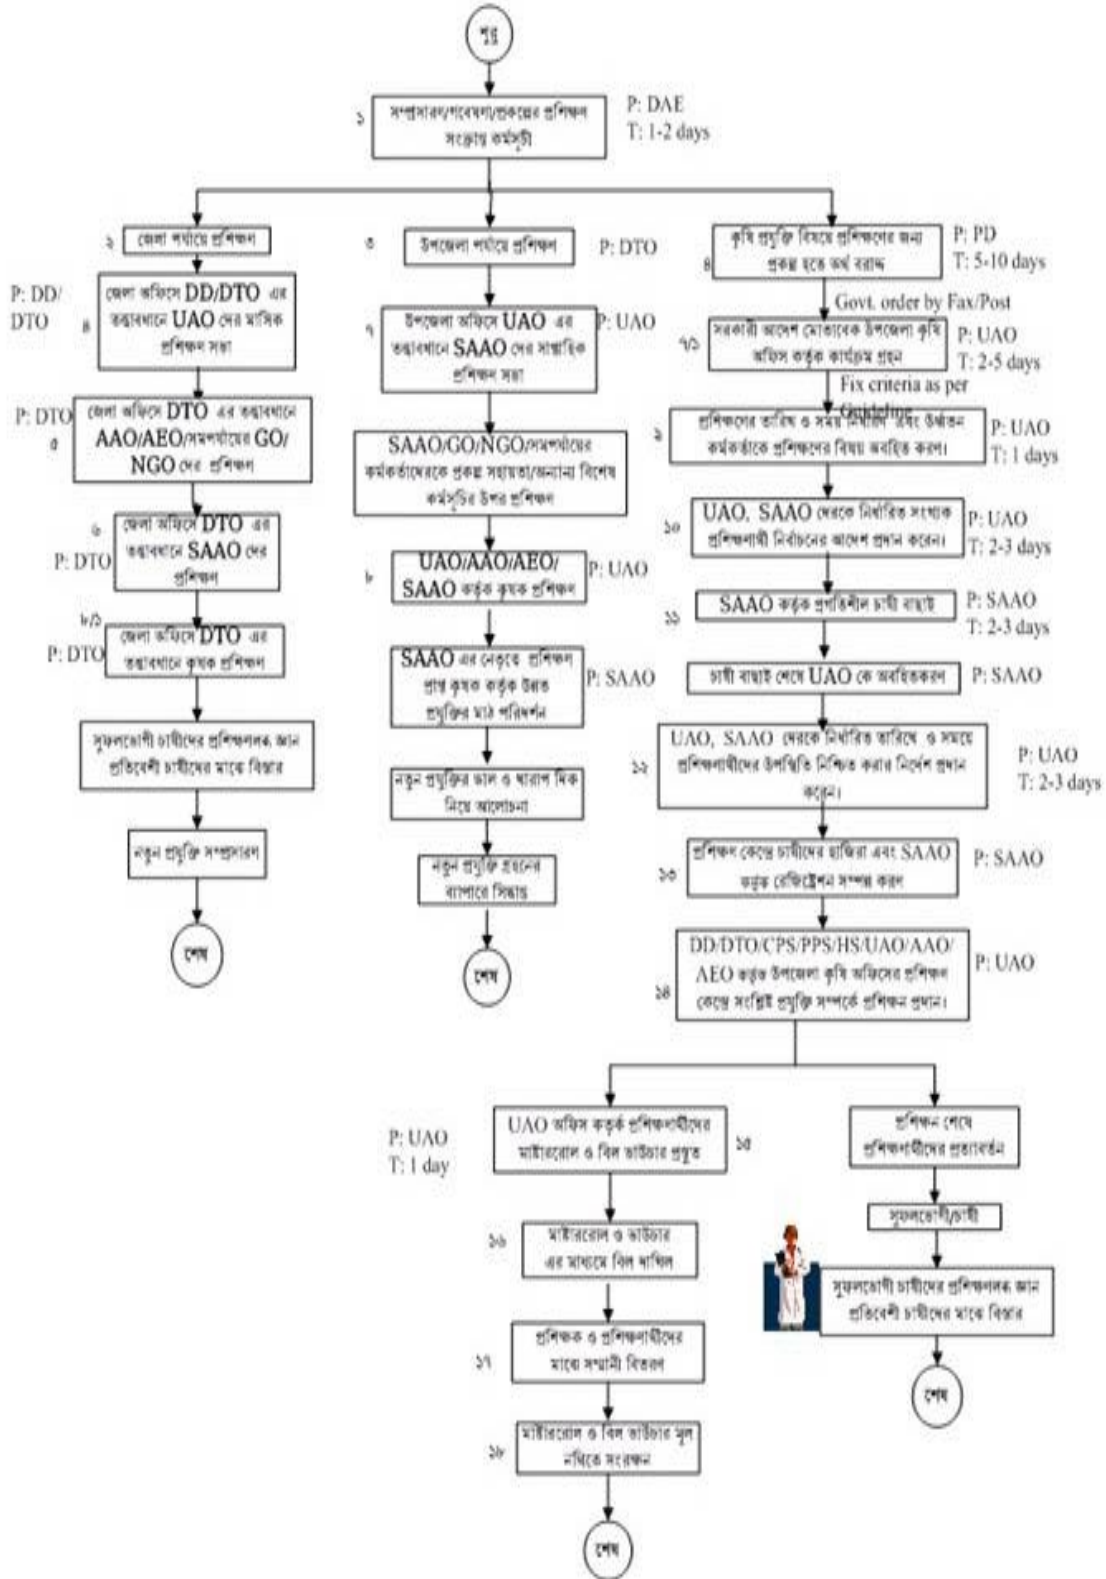 শুরু
১
সম্প্রসারণ/গবেষণা/প্রকল্পের প্রশিক্ষণ
সংক্রান্ত কর্মসূচী
P: DAE
T: 1-2 days
২
জেলা পর্যায়ে প্রশিক্ষণ
P: DD/
DTO
৪
জেলা অফিসে DD/DTO এর
তত্ত্বাবধানে UAO দের মাসিক
প্রশিক্ষণ সভা
P: DTO
৫
জেলা অফিসে DTO এর তত্ত্বাবধানে
AAO/AEO/সমপর্যায়ের GO/
NGO দের প্রশিক্ষণ
৬
P: DTO
জেলা অফিসে DTO এর
তত্ত্বাবধানে SAAO দের
প্রশিক্ষণ
৮/১
P: DTO
জেলা অফিসে DTO এর
তত্ত্বাবধানে কৃষক প্রশিক্ষণ
সুফলভোগী চাষীদের প্রশিক্ষণলব্ধ জ্ঞান
প্রতিবেশী চাষীদের মাঝে বিস্তার
নতুন প্রযুক্তি সম্প্রসারণ
শেষ
৩
উপজেলা পর্যায়ে প্রশিক্ষণ
P: DTO
৭
উপজেলা অফিসে UAO এর
তত্ত্বাবধানে SAAO দের সাপ্তাহিক
প্রশিক্ষণ সভা
P: UAO
SAAO/GO/NGO/সমপর্যায়ের
কর্মকর্তাদেরকে প্রকল্প সহায়তা/অন্যান্য বিশেষ
কর্মসূচির উপর প্রশিক্ষণ
৮
UAO/AAO/AEO/
SAAO কর্তৃক কৃষক প্রশিক্ষণ
P: UAO
SAAO এর নেতৃত্বে প্রশিক্ষণ
প্রাপ্ত কৃষক কর্তৃক উন্নত
প্রযুক্তির মাঠ পরিদর্শন
P: SAAO
নতুন প্রযুক্তির ভাল ও খারাপ দিক
নিয়ে আলোচনা
নতুন প্রযুক্তি গ্রহনের
ব্যাপারে সিদ্ধান্ত
শেষ
৪
কৃষি প্রযুক্তি বিষয়ে প্রশিক্ষণের জন্য
প্রকল্প হতে অর্থ বরাদ্দ
P: PD
T: 5-10 days
Govt. order by Fax/Post
৭/১
সরকারী আদেশ মোতাবেক উপজেলা কৃষি
অফিস কর্তৃক কার্যক্রম গ্রহন
P: UAO
T: 2-5 days
Fix criteria as per
Guideline
৯
প্রশিক্ষণের তারিখ ও সময় নির্ধারণ এবং উর্ধ্বতন
কর্মকর্তাকে প্রশিক্ষণের বিষয় অবহিত করণ।
P: UAO
T: 1 days
১০
UAO, SAAO দেরকে নির্ধারিত সংখ্যক
প্রশিক্ষণার্থী নির্বাচনের আদেশ প্রদান করেন।
P: UAO
T: 2-3 days
১১
SAAO কর্তৃক প্রগতিশীল চাষী বাছাই
P: SAAO
T: 2-3 days
চাষী বাছাই শেষে UAO কে অবহিতকরণ
P: SAAO
১২
UAO, SAAO দেরকে নির্ধারিত তারিখে ও সময়ে
প্রশিক্ষণার্থীদের উপস্থিতি নিশ্চিত করার নির্দেশ প্রদান
করেন।
P: UAO
T: 2-3 days
১৩
প্রশিক্ষণ কেন্দ্রে চাষীদের হাজিরা এবং SAAO
কর্তৃক রেজিষ্ট্রেশন সম্পন্ন করণ
P: SAAO
১৪
DD/DTO/CPS/PPS/HS/UAO/AAO/
AEO কর্তৃক উপজেলা কৃষি অফিসের প্রশিক্ষণ
কেন্দ্রে সংশ্লিষ্ট প্রযুক্তি সম্পর্কে প্রশিক্ষন প্রদান।
P: UAO
P: UAO
T: 1 day
UAO অফিস কতৃর্ক প্রশিক্ষণার্থীদের
মাষ্টাররোল ও বিল ভাউচার প্রস্তুত
১৫
১৬
মাষ্টাররোল ও ভাউচার
এর মাধ্যমে বিল দাখিল
১৭
প্রশিক্ষক ও প্রশিক্ষণার্থীদের
মাঝে সম্মানী বিতরণ
১৮
মাষ্টাররোল ও বিল ভাউচার মূল
নথিতে সংরক্ষন
শেষ
প্রশিক্ষন শেষে
প্রশিক্ষণার্থীদের প্রত্যাবর্তন
সুফলভোগী/চাষী
সুফলভোগী চাষীদের প্রশিক্ষণলব্ধ জ্ঞান
প্রতিবেশী চাষীদের মাঝে বিস্তার
শেষ